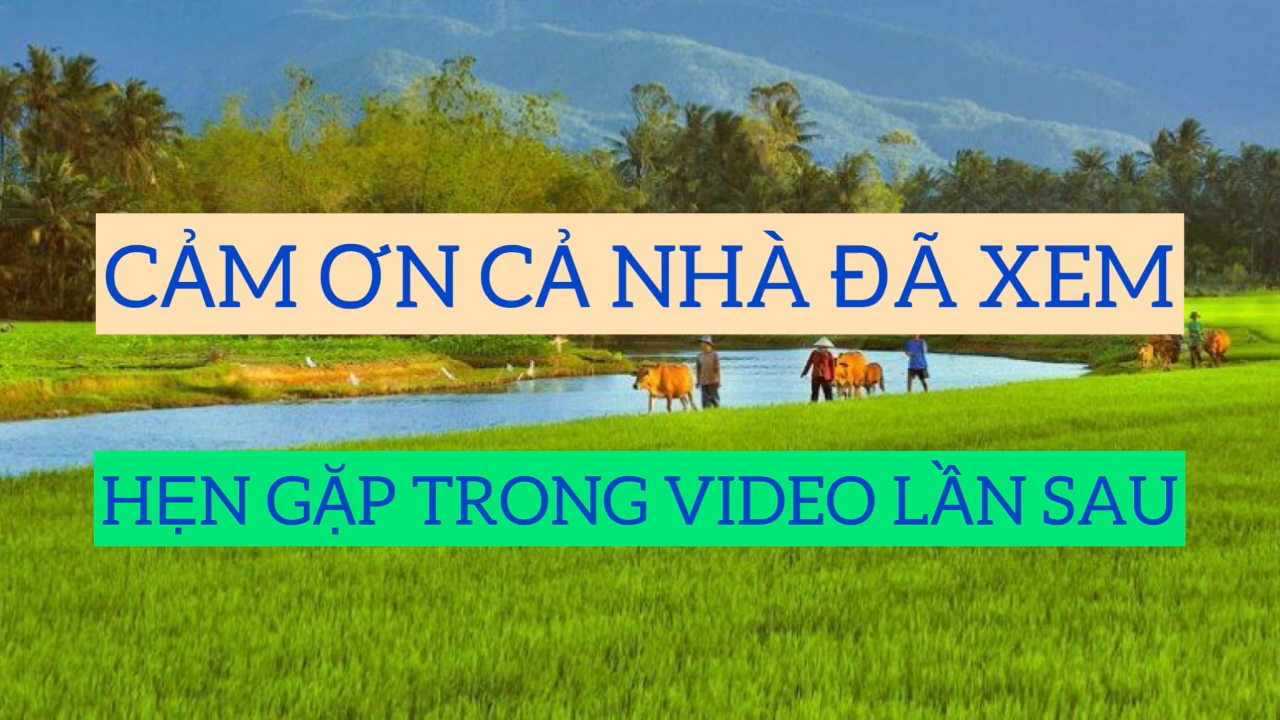 CẢM ƠN CẢ NHÀ ĐÃ XEM
HẸN GẶP TRONG VIDEO LẦN SAU